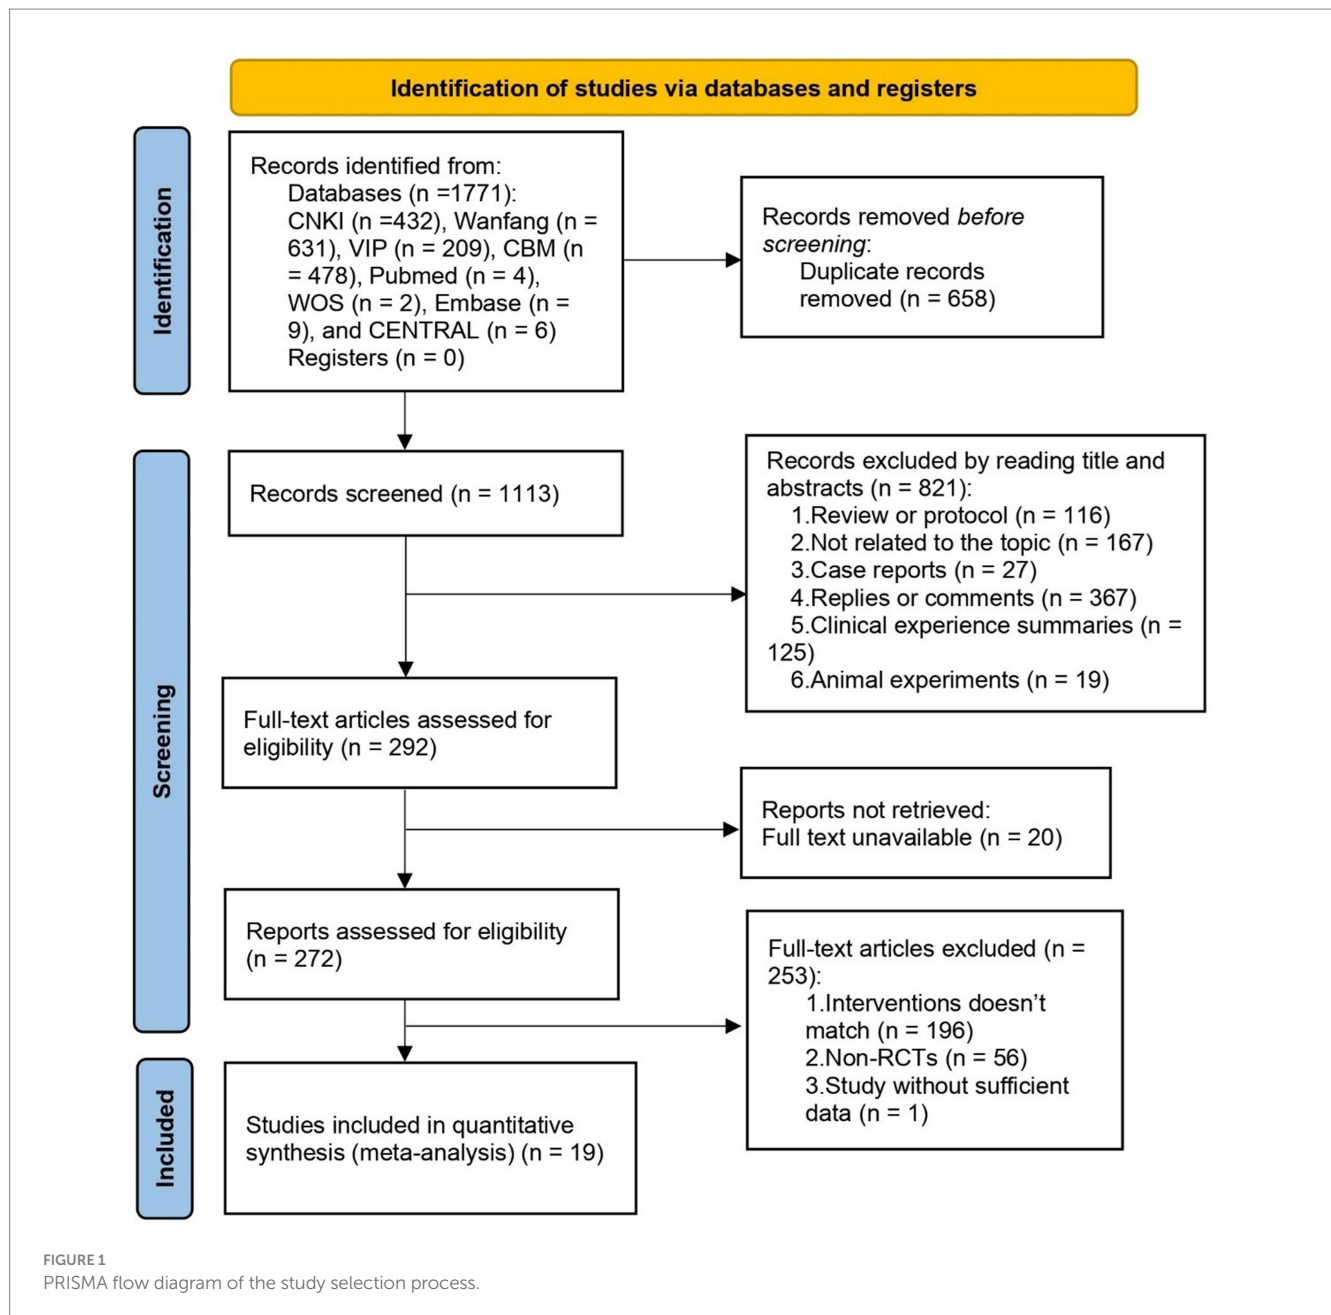 Identification of studies via databases and registers
Identification
Records identified from:
Databases (n =1771):
CNKI (n =432), Wanfang (n =
631), VIP (n = 209), CBM (n
= 478), Pubmed (n = 4),
WOS (n = 2), Embase (n =
9), and CENTRAL (n = 6)
Registers (n = 0)
Records removed before
screening:
Duplicate records
removed (n = 658)
Screening
Records screened (n = 1113)
Records excluded by reading title and
abstracts (n = 821):
1.Review or protocol (n = 116)
2.Not related to the topic (n = 167)
3.Case reports (n = 27)
4.Replies or comments (n = 367)
5.Clinical experience summaries (n =
125)
6.Animal experiments (n = 19)
Full-text articles assessed for
eligibility (n = 292)
Reports not retrieved:
Full text unavailable (n = 20)
Reports assessed for eligibility
(n = 272)
Full-text articles excluded (n =
253):
1.Interventions doesn’t
match (n = 196)
2.Non-RCTs (n = 56)
3.Study without sufficient
data (n = 1)
Included
Studies included in quantitative
synthesis (meta-analysis) (n = 19)
FIGURE 1
PRISMA flow diagram of the study selection process.